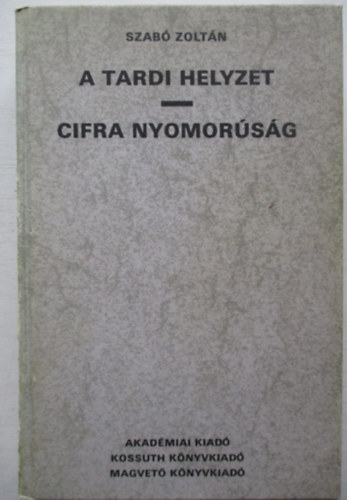 SZABÓ ZOLTÁN
A TARDI HELYZET
CIFRA NYOMORÚSÁG
AKADÉMIAI KIADÓ
KOSSUTH KÖNYVKIADÓ
MAGVETŐ KÖNYVKIADÓ